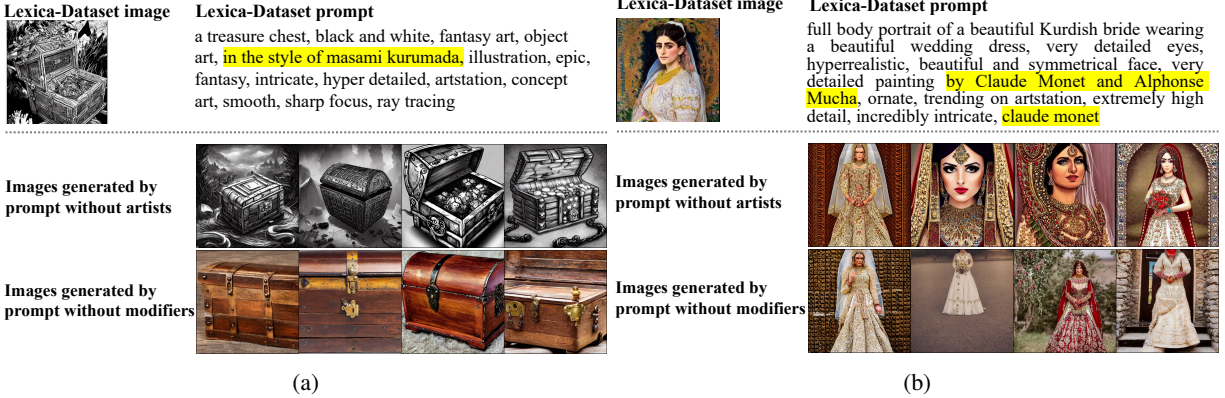 Lexica-Dataset image
Lexica-Dataset prompt
a treasure chest, black and white, fantasy art, object
art, in the style of masami kurumada, illustration, epic,
fantasy, intricate, hyper detailed, artstation, concept
art, smooth, sharp focus, ray tracing
Images generated by
prompt without artists
Images generated by
prompt without modifiers
(a)
Lexica-Dataset image
Lexica-Dataset prompt
full body portrait of a beautiful Kurdish bride wearing
a beautiful wedding dress, very detailed eyes,
hyperrealistic, beautiful and symmetrical face, very
detailed painting by Claude Monet and Alphonse
Mucha, ornate, trending on artstation, extremely high
detail, incredibly intricate, claude monet
Images generated by
prompt without artists
Images generated by
prompt without modifiers
(b)